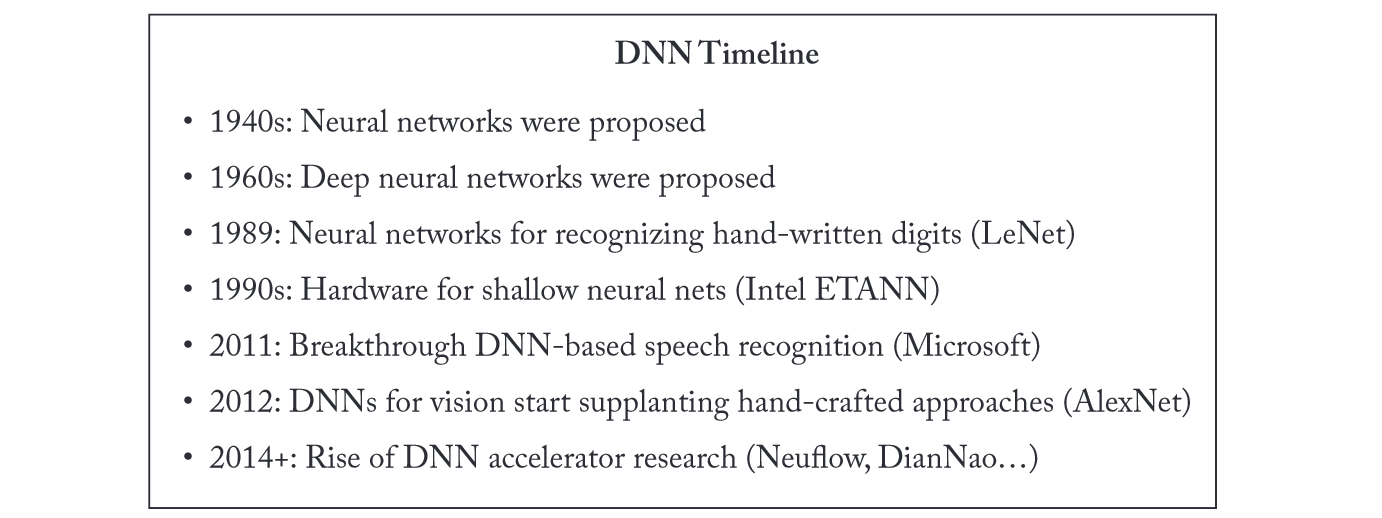 DNN Timeline
• 1940s: Neural networks were proposed
• 1960s: Deep neural networks were proposed
• 1989: Neural networks for recognizing hand-written digits (LeNet)
• 1990s: Hardware for shallow neural nets (Intel ETANN)
• 2011: Breakthrough DNN-based speech recognition (Microsoft)
• 2012: DNNs for vision start supplanting hand-crafted approaches (AlexNet)
• 2014+: Rise of DNN accelerator research (Neuflow, DianNao…)